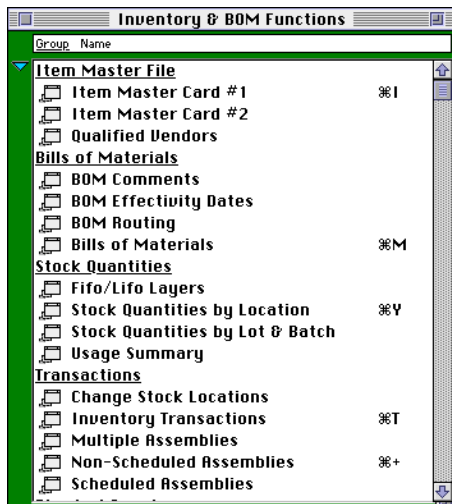 Inventory & BOM Functions
Group Name
Item Master File
Item Master Card #1 ⌘I
Item Master Card #2
Qualified Vendors
Bills of Materials
BOM Comments
BOM Effectivity Dates
BOM Routing
Bills of Materials ⌘M
Stock Quantities
Fifo/Lifo Layers
Stock Quantities by Location ⌘Y
Stock Quantities by Lot & Batch
Usage Summary
Transactions
Change Stock Locations
Inventory Transactions ⌘T
Multiple Assemblies
Non-Scheduled Assemblies ⌘+
Scheduled Assemblies